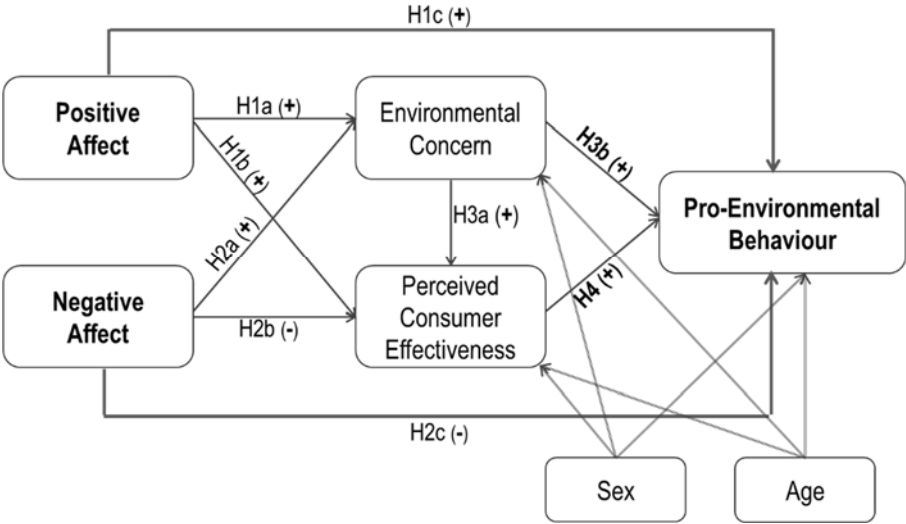 H1c (+)
Positive
Affect
H1a (+)
Environmental
Concern
H1b (+)
H3b (+)
H2a (+)
H3a (+)
Pro-Environmental
Behaviour
Negative
Affect
H2b (-)
Perceived
Consumer
Effectiveness
H4 (+)
H2c (-)
Sex
Age